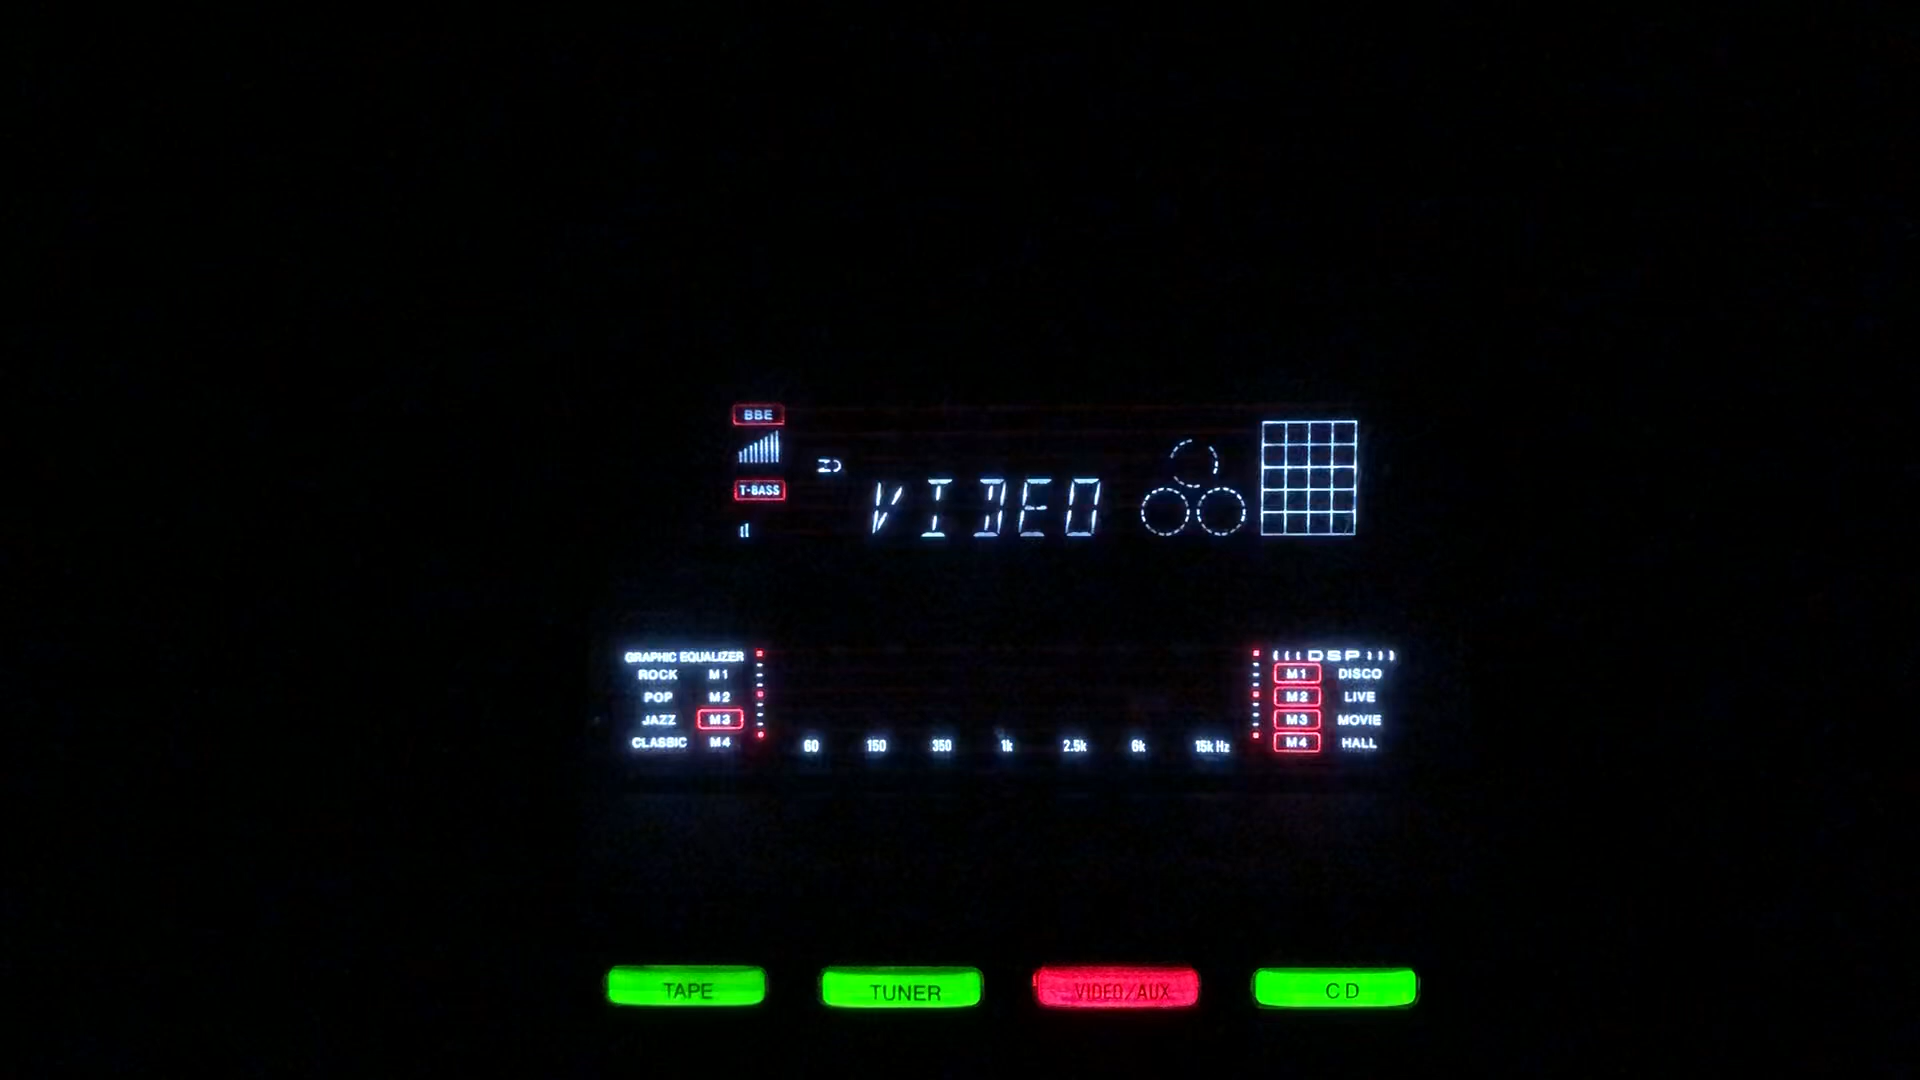 BBE
T-BASS
VIDEO
GRAPHIC EQUALIZER
ROCK M1
POP M2
JAZZ M3
CLASSIC M4
60 150 350 1k 2.5k 6k 15k Hz
DSP
M1 DISCO
M2 LIVE
M3 MOVIE
M4 HALL
TAPE TUNER VIDEO/AUX CD